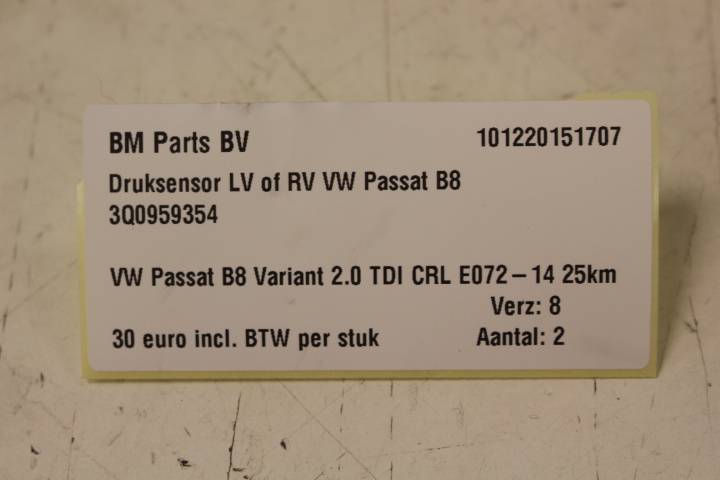 BM Parts BV 101220151707
Druksensor LV of RV VW Passat B8
3Q0959354
VW Passat B8 Variant 2.0 TDI CRL E072 – 14 25km
Verz: 8
30 euro incl. BTW per stuk Aantal: 2